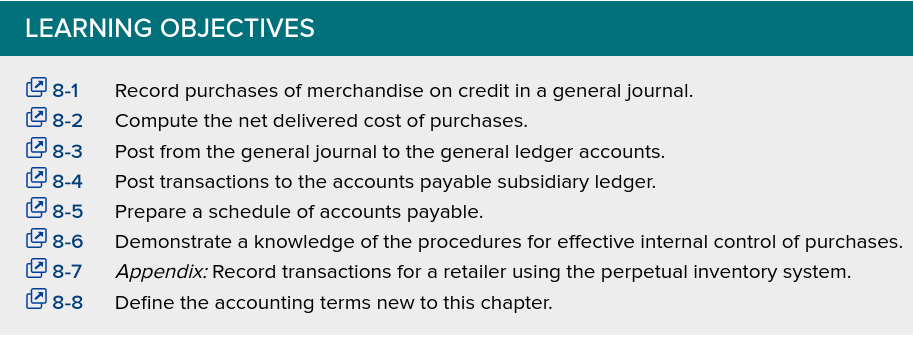 LEARNING OBJECTIVES
8-1 Record purchases of merchandise on credit in a general journal.
8-2 Compute the net delivered cost of purchases.
8-3 Post from the general journal to the general ledger accounts.
8-4 Post transactions to the accounts payable subsidiary ledger.
8-5 Prepare a schedule of accounts payable.
8-6 Demonstrate a knowledge of the procedures for effective internal control of purchases.
8-7 Appendix: Record transactions for a retailer using the perpetual inventory system.
8-8 Define the accounting terms new to this chapter.